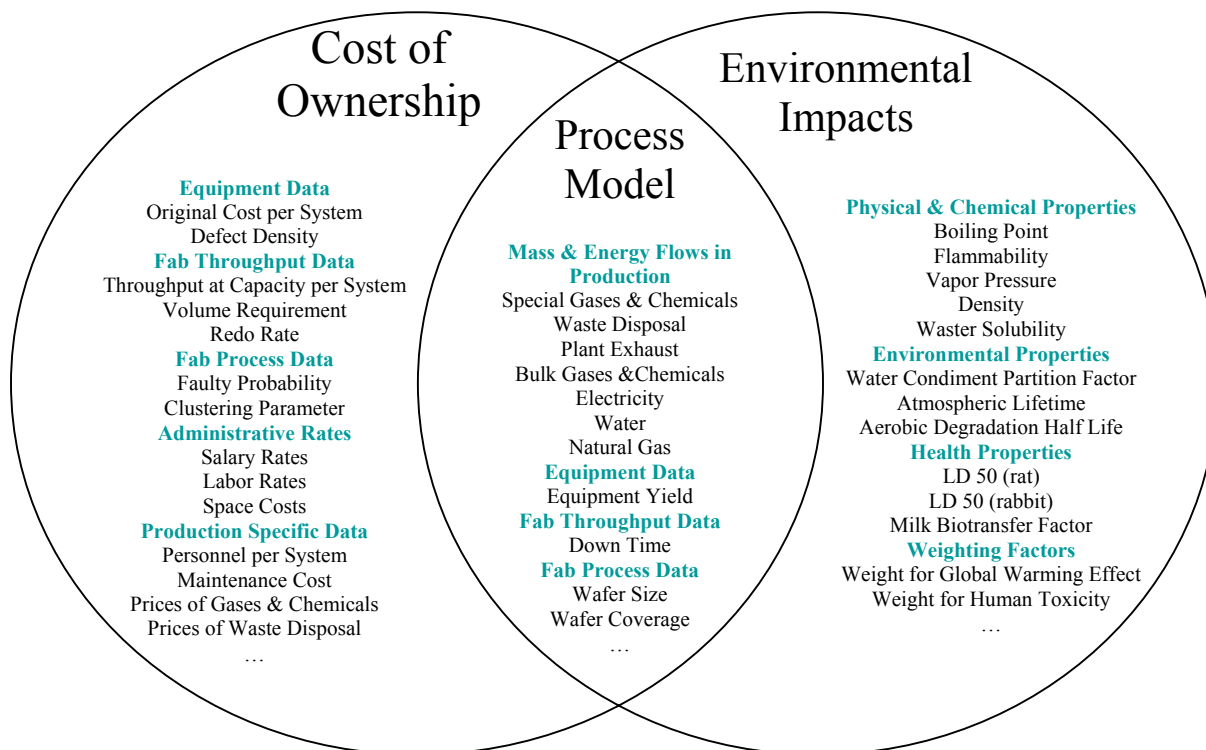 Cost of
Ownership
Equipment Data
Original Cost per System
Defect Density
Fab Throughput Data
Throughput at Capacity per System
Volume Requirement
Redo Rate
Fab Process Data
Faulty Probability
Clustering Parameter
Administrative Rates
Salary Rates
Labor Rates
Space Costs
Production Specific Data
Personnel per System
Maintenance Cost
Prices of Gases & Chemicals
Prices of Waste Disposal
…
Process
Model
Mass & Energy Flows in
Production
Special Gases & Chemicals
Waste Disposal
Plant Exhaust
Bulk Gases &Chemicals
Electricity
Water
Natural Gas
Equipment Data
Equipment Yield
Fab Throughput Data
Down Time
Fab Process Data
Wafer Size
Wafer Coverage
…
Environmental
Impacts
Physical & Chemical Properties
Boiling Point
Flammability
Vapor Pressure
Density
Waster Solubility
Environmental Properties
Water Condiment Partition Factor
Atmospheric Lifetime
Aerobic Degradation Half Life
Health Properties
LD 50 (rat)
LD 50 (rabbit)
Milk Biotransfer Factor
Weighting Factors
Weight for Global Warming Effect
Weight for Human Toxicity
…